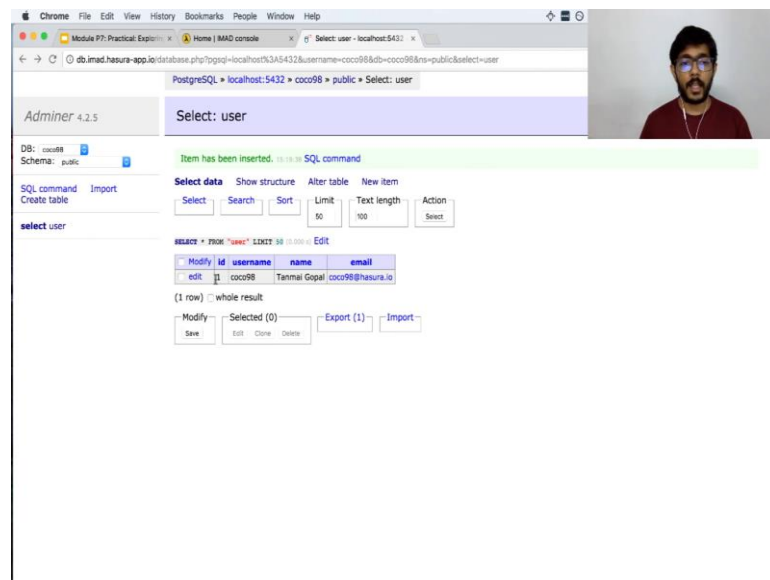 Chrome File Edit View History Bookmarks People Window Help
Module P7: Practical: Explorin × Home | IMAD console × Select: user - localhost:5432 ×
db.imad.hasura-app.io/database.php?pgsql=localhost%3A5432&username=coco98&db=coco98&ns=public&select=user
PostgreSQL » localhost:5432 » coco98 » public » Select: user
Adminer 4.2.5
Select: user
DB: coco98
Schema: public
SQL command Import
Create table
select user
Item has been inserted. SQL command
Select data Show structure Alter table New item
Select Search Sort Limit Text length Action
50 100 Select
SELECT * FROM "user" LIMIT 50 (0.000 s) Edit
Modify id username name email
edit 1 coco98 Tanmai Gopal coco98@hasura.io
(1 row) whole result
Modify Selected (0) Export (1) Import
Save Edit Clone Delete